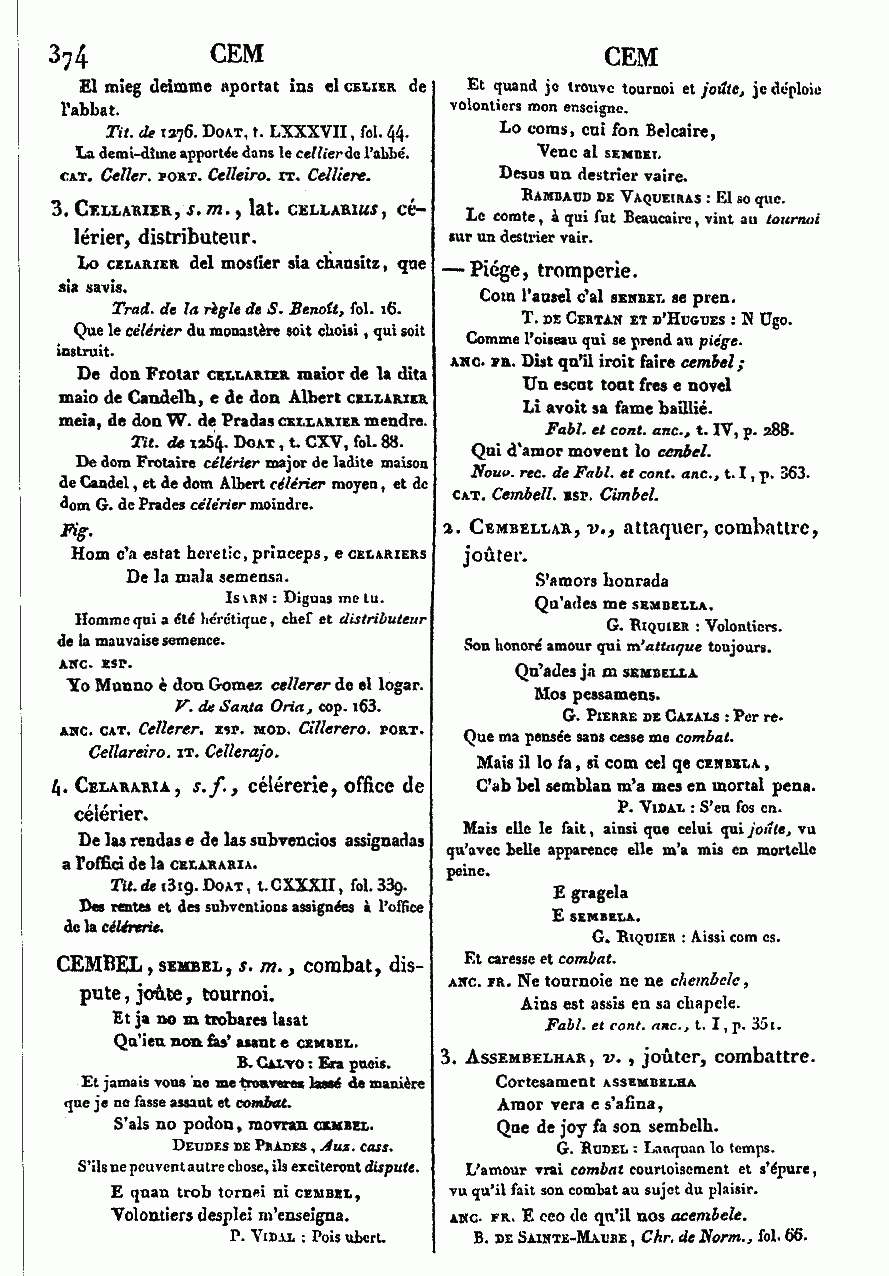 374 CEM CEM
El mieg deimme aportat ins el CELIER de
l'abbat.
Tit. de 1276. DOAT, t. LXXXVII, fol. 44.
La demi-dîme apportée dans le cellier de l'abbé.
CAT. Celler. PORT. Celleiro. IT. Celliere.
3. CELLARIER, s. m., lat. CELLARIUS, cé-
lérier, distributeur.
Lo CELARIER del mostier sia chausitz, que
sia savis.
Trad. de la règle de S. Benoît, fol. 16.
Que le célérier du monastère soit choisi, qui soit
instruit.
De don Frotar CELLARIER maior de la dita
maio de Candelh, e de don Albert CELLARIER
meia, de don W. de Pradas CELLARIER mendre.
Tit. de 1254. DOAT, t. CXV, fol. 88.
De dom Frotaire célérier major de ladite maison
de Candel, et de dom Albert célérier moyen, et de
dom G. de Prades célérier moindre.
Fig.
Hom c'a estat heretic, princeps, e CELARIERS
De la mala semensa.
ISARN : Diguas me tu.
Homme qui a été hérétique, chef et distributeur
de la mauvaise semence.
ANC. ESP.
Yo Munno è don Gomez cellerer de el logar.
V. de Santa Oria, cop. 163.
ANC. CAT. Cellerer. ESP. MOD. Cillerero. PORT.
Cellareiro. IT. Cellerajo.
4. CELARARIA, s. f., célérerie, office de
célérier.
De las rendas e de las subvencios assignadas
a l'offici de la CELARARIA.
Tit. de 1319. DOAT, t. CXXXII, fol. 339.
Des rentes et des subventions assignées à l'office
de la célérerie.
CEMBEL, SEMBEL, s. m., combat, dis-
pute, joûte, tournoi.
Et ja no m trobares lasat
Qu'ieu non fas' asaut e CEMBEL.
B. CALVO : Era pueis.
Et jamais vous ne me trouveres lassé de manière
que je ne fasse assaut et combat.
S'als no podon, movran CEMBEL.
DEUDES DE PRADES, Aus. cass.
S'ils ne peuvent autre chose, ils exciteront dispute.
E quan trob tornei ni CEMBEL,
Volontiers desplei m'enseigna.
P. VIDAL : Pois ubert.
Et quand je trouve tournoi et joûte, je déploie
volontiers mon enseigne.
Lo coms, cui fon Belcaire,
Venc al SEMBEL
Desus un destrier vaire.
RAMBAUD DE VAQUEIRAS : El so que.
Le comte, à qui fut Beaucaire, vint au tournoi
sur un destrier vair.
— Piége, tromperie.
Com l'ausel c'al SENBEL se pren.
T. DE CERTAN ET D'HUGUES : N Ugo.
Comme l'oiseau qui se prend au piége.
ANC. FR. Dist qu'il iroit faire cembel;
Un escot tout fres e novel
Li avoit sa fame baillié.
Fabl. et cont. anc., t. IV, p. 288.
Qui d'amor movent lo cenbel.
Nouv. rec. de Fabl. et cont. anc., t. I, p. 363.
CAT. Cembell. ESP. Cimbel.
2. CEMBELLAR, v., attaquer, combattre,
joûter.
S'amors honrada
Qu'ades me SEMBELLA.
G. RIQUIER : Volontiers.
Son honoré amour qui m'attaque toujours.
Qu'ades ja m SEMBELLA
Mos pessamens.
G. PIERRE DE CAZALS : Per re.
Que ma pensée sans cesse me combat.
Mais il lo fa, si com cel qe CENBELA,
C'ab bel semblan m'a mes en mortal pena.
P. VIDAL : S'eu fos en.
Mais elle le fait, ainsi que celui qui joûte, vu
qu'avec belle apparence elle m'a mis en mortelle
peine.
E gragela
E SEMBELA.
G. RIQUIER : Aissi com es.
Et caresse et combat.
ANC. FR. Ne tournoie ne ne chembele,
Ains est assis en sa chapele.
Fabl. et cont. anc., t. I, p. 351.
3. ASSEMBELHAR, v., joûter, combattre.
Cortesament ASSEMBELHA
Amor vera e s'afina,
Que de joy fa son sembelh.
G. RUDEL : Lanquan lo temps.
L'amour vrai combat courtoisement et s'épure,
vu qu'il fait son combat au sujet du plaisir.
ANC. FR. E ceo de qu'il nos acembele.
B. DE SAINTE-MAURE, Chr. de Norm., fol. 66.